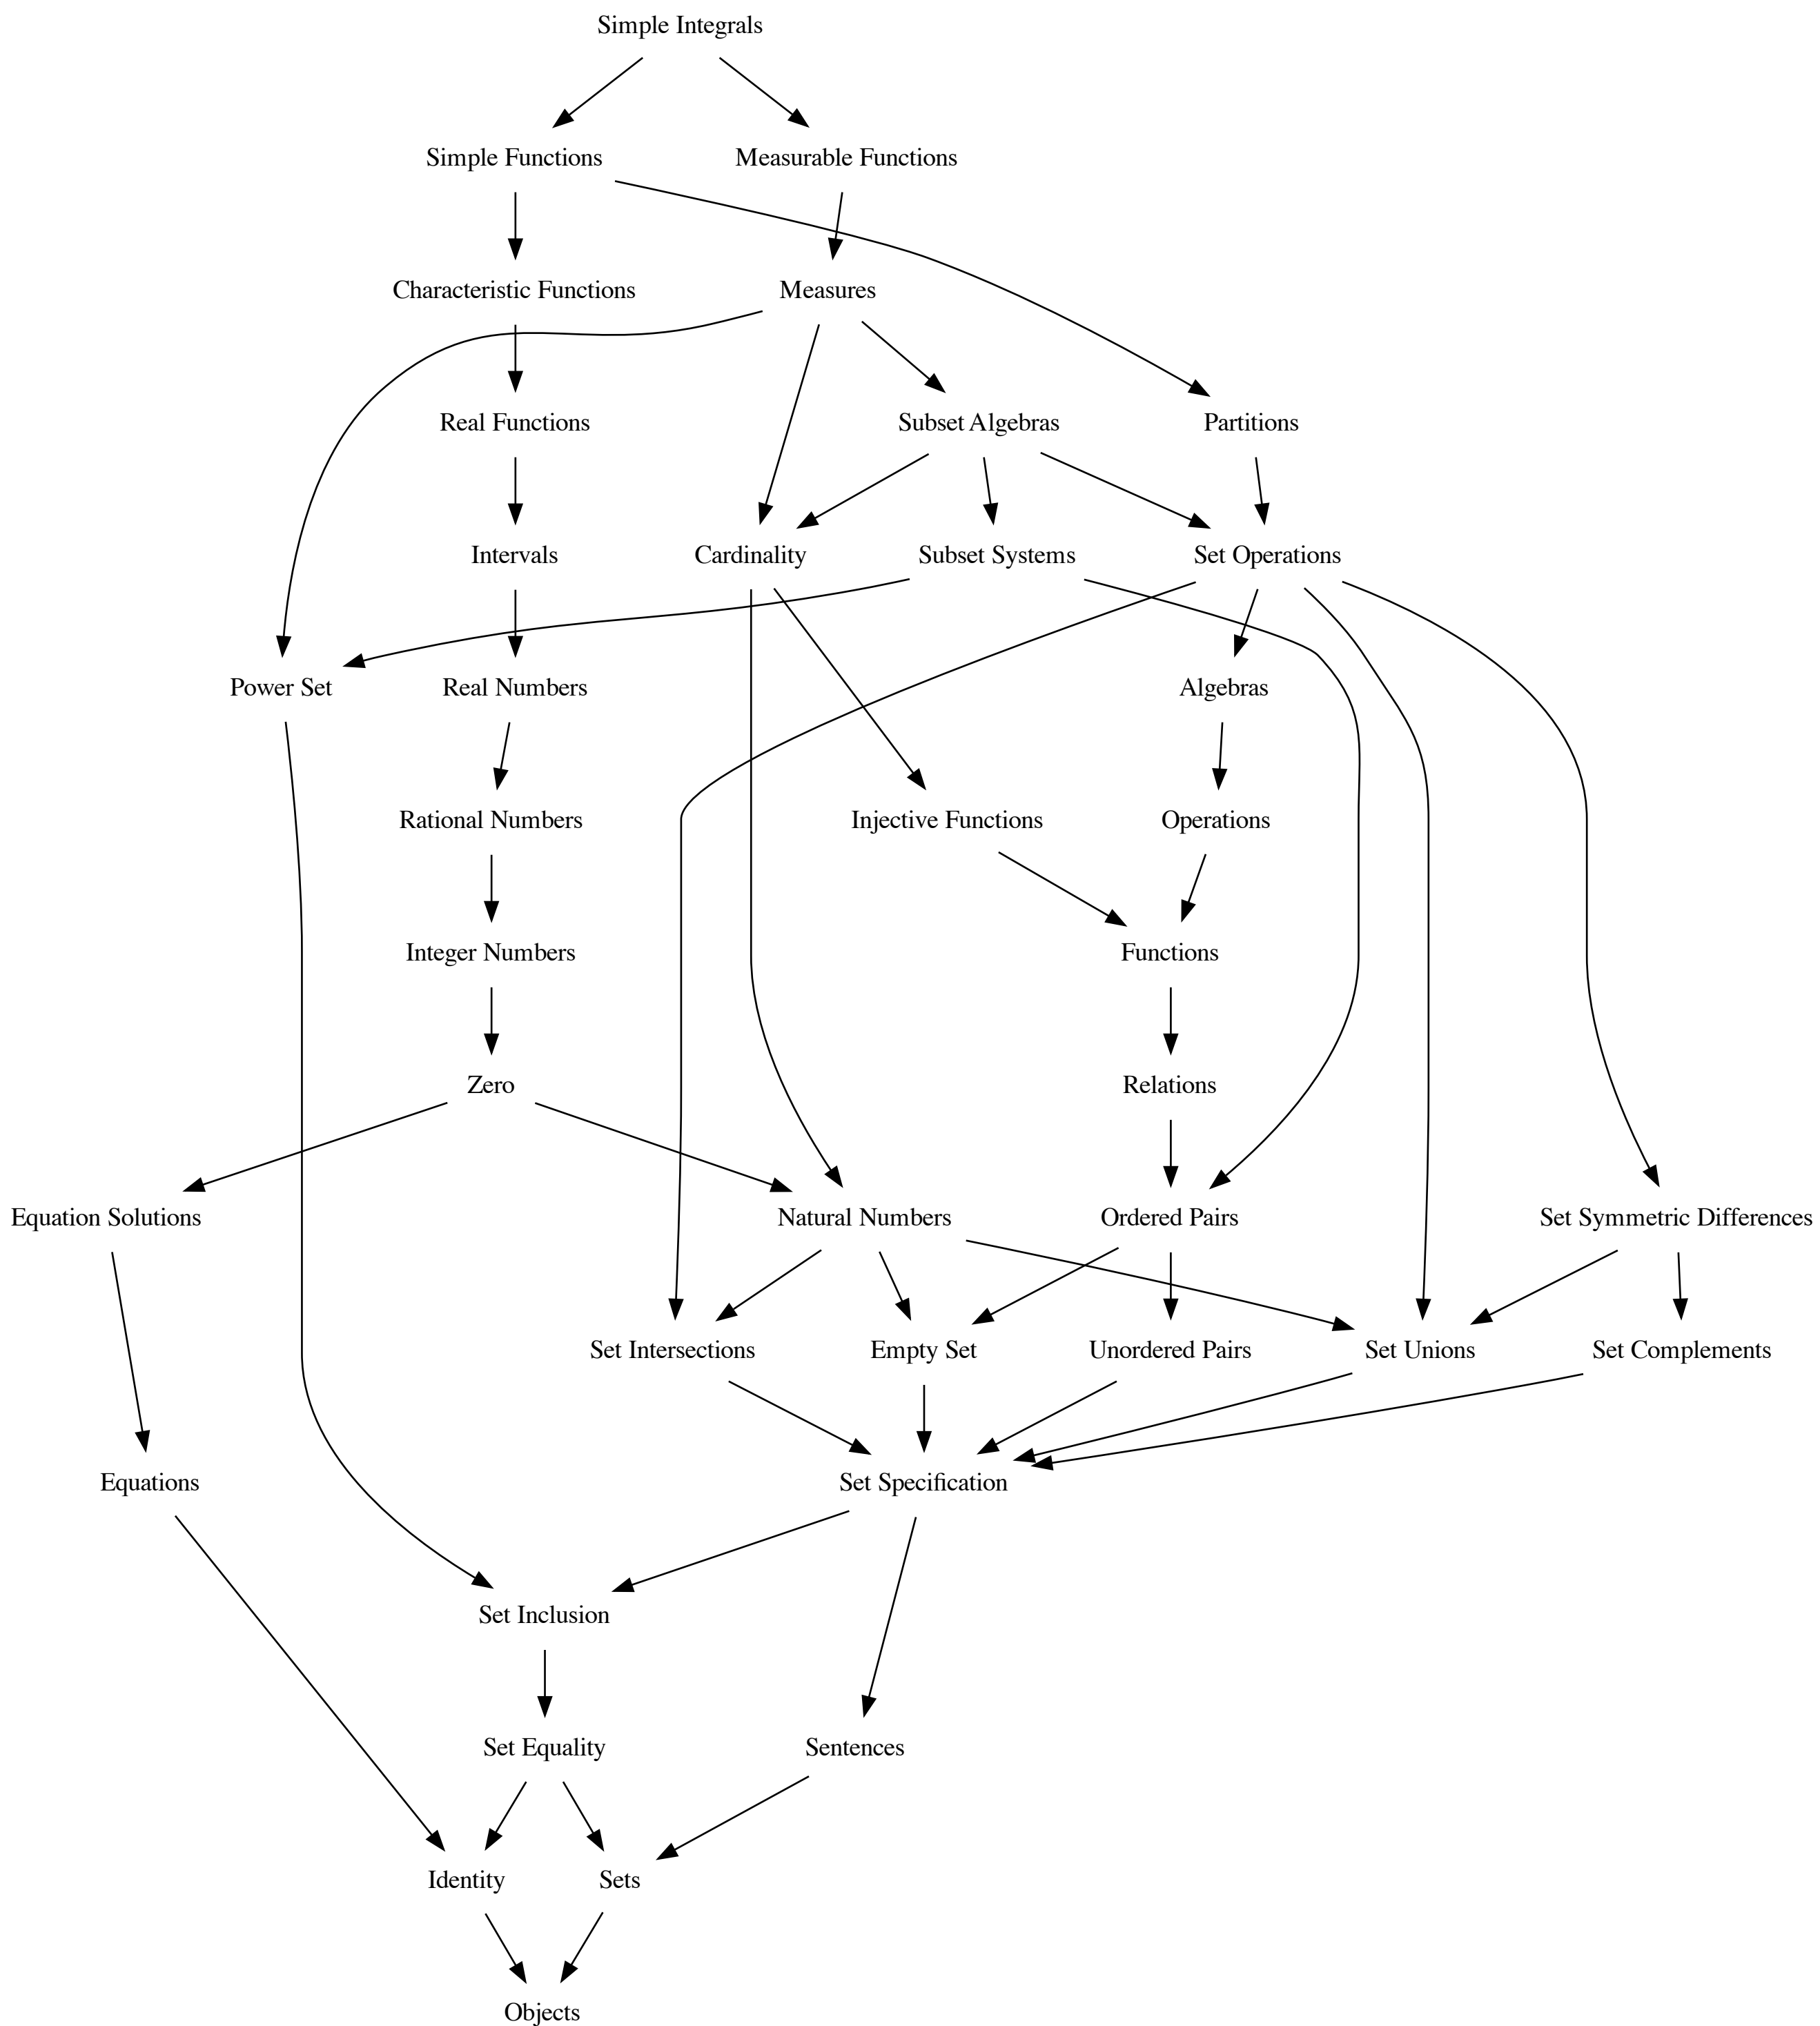 Simple Integrals
Simple Functions
Measurable Functions
Characteristic Functions
Measures
Real Functions
Subset Algebras
Partitions
Intervals
Cardinality
Subset Systems
Set Operations
Power Set
Real Numbers
Algebras
Rational Numbers
Injective Functions
Operations
Integer Numbers
Functions
Zero
Relations
Equation Solutions
Natural Numbers
Ordered Pairs
Set Symmetric Differences
Set Intersections
Empty Set
Unordered Pairs
Set Unions
Set Complements
Equations
Set Specification
Set Inclusion
Set Equality
Sentences
Identity
Sets
Objects